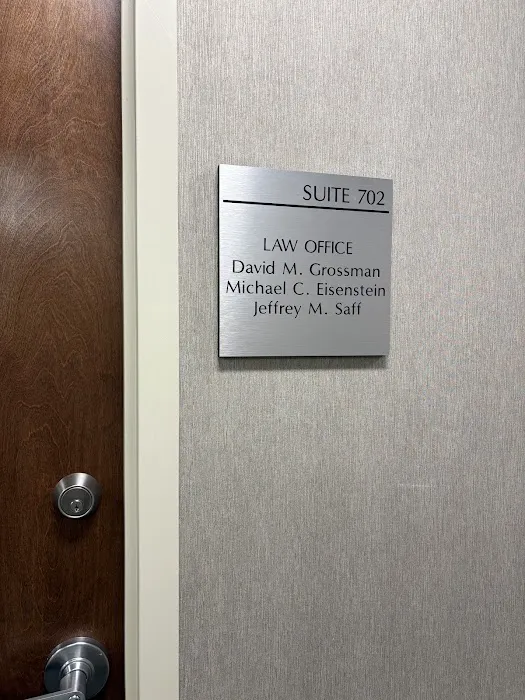 SUITE 702
LAW OFFICE
David M. Grossman
Michael C. Eisenstein
Jeffrey M. Saff